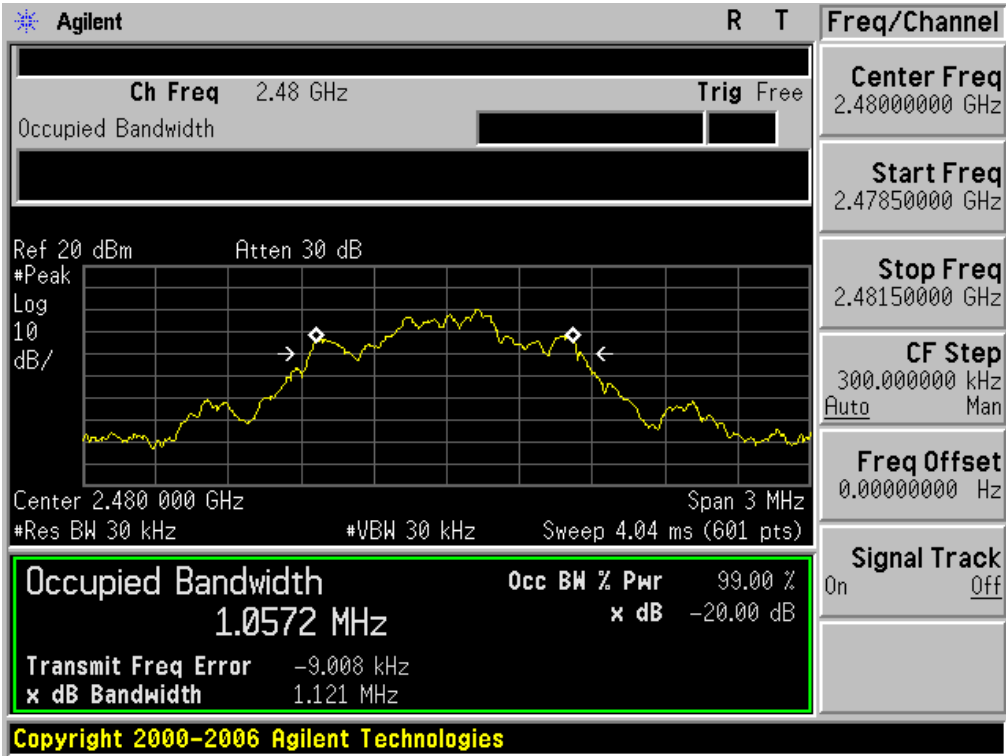 Agilent R T
Freq/Channel
Ch Freq 2.48 GHz Trig Free
Occupied Bandwidth
Ref 20 dBm Atten 30 dB
#Peak
Log
10
dB/
Center 2.480 000 GHz Span 3 MHz
#Res BW 30 kHz #VBW 30 kHz Sweep 4.04 ms (601 pts)
Occupied Bandwidth
1.0572 MHz
Occ BW % Pwr 99.00 %
x dB -20.00 dB
Transmit Freq Error -9.008 kHz
x dB Bandwidth 1.121 MHz
Center Freq
2.48000000 GHz
Start Freq
2.47850000 GHz
Stop Freq
2.48150000 GHz
CF Step
300.000000 kHz
Auto Man
Freq Offset
0.00000000 Hz
Signal Track
On Off
Copyright 2000-2006 Agilent Technologies